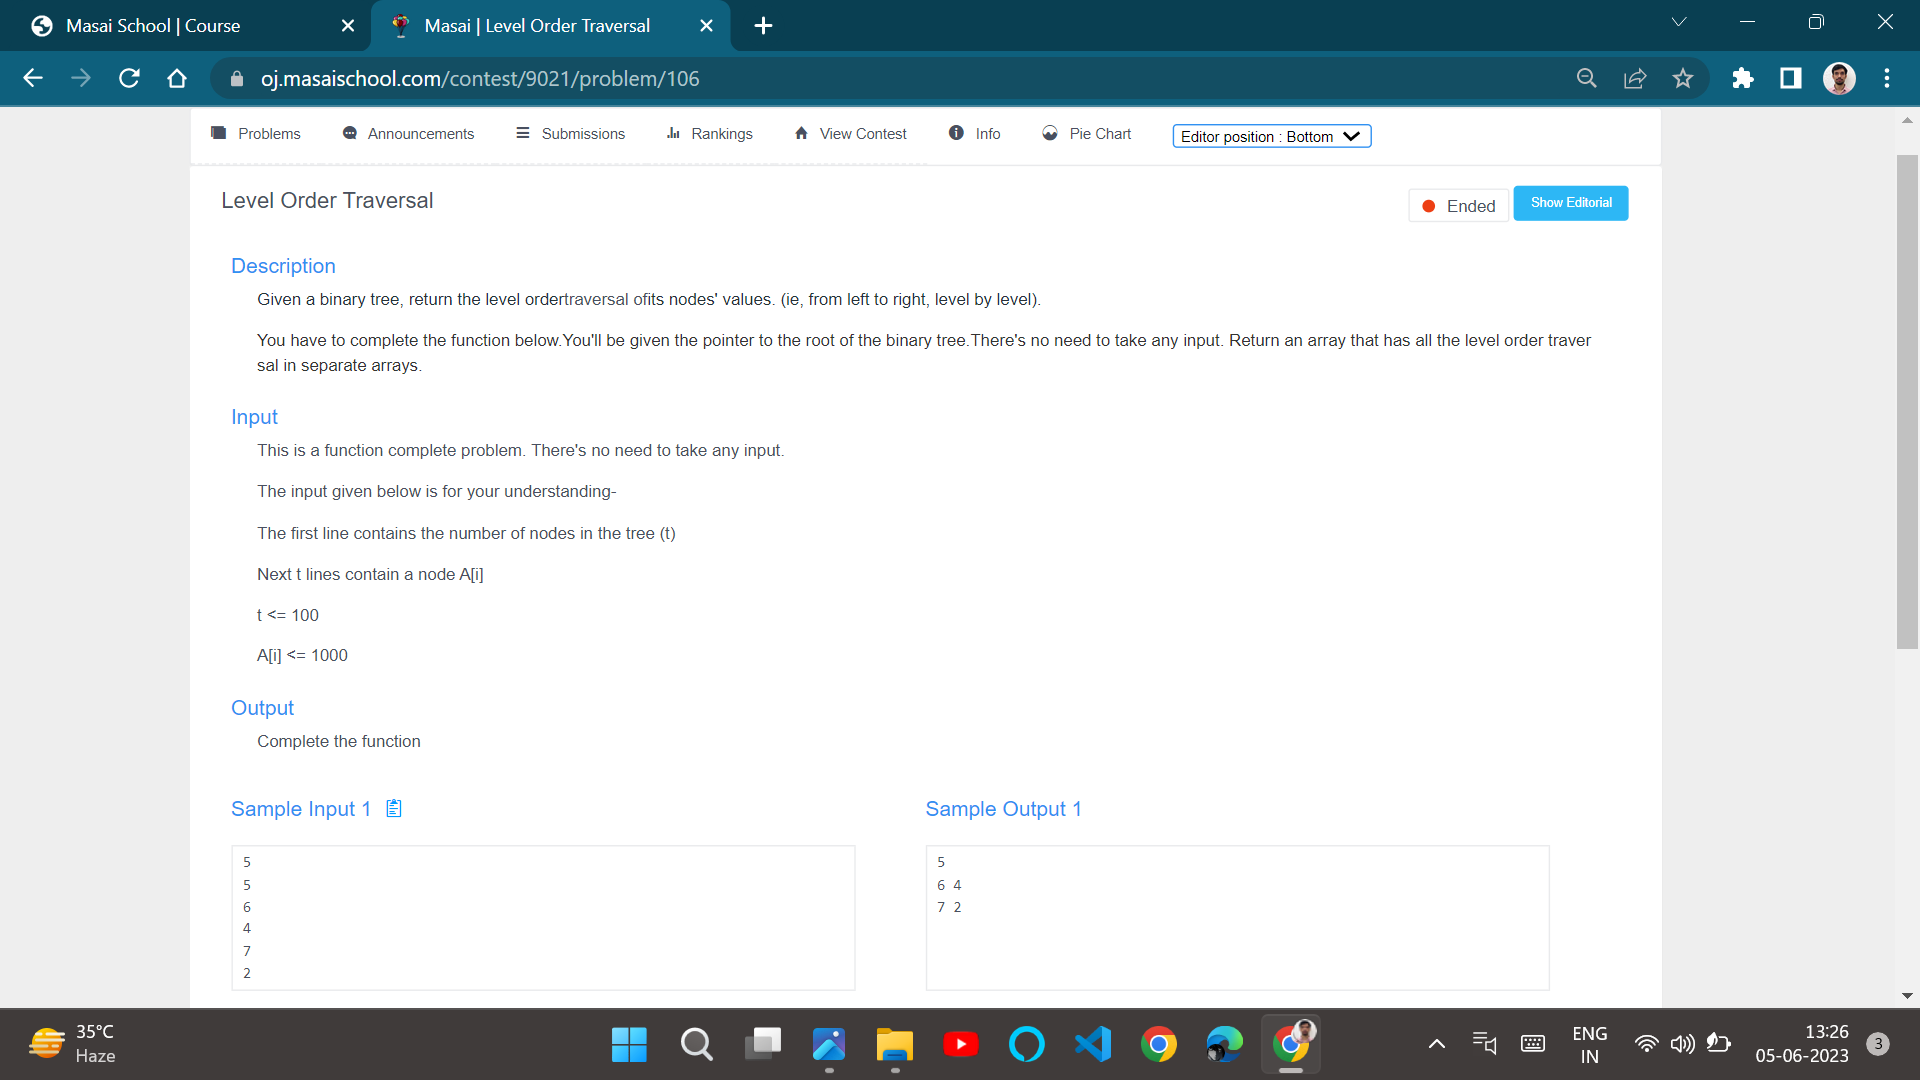 Masai School | Course
Masai | Level Order Traversal
oj.masaischool.com/contest/9021/problem/106
Problems
Announcements
Submissions
Rankings
View Contest
Info
Pie Chart
Editor position : Bottom
Level Order Traversal
Ended
Show Editorial
Description
Given a binary tree, return the level ordertraversal ofits nodes' values. (ie, from left to right, level by level).
You have to complete the function below.You'll be given the pointer to the root of the binary tree.There's no need to take any input. Return an array that has all the level order traver
sal in separate arrays.
Input
This is a function complete problem. There's no need to take any input.
The input given below is for your understanding-
The first line contains the number of nodes in the tree (t)
Next t lines contain a node A[i]
t <= 100
A[i] <= 1000
Output
Complete the function
Sample Input 1
5
5
6
4
7
2
Sample Output 1
5
6 4
7 2
35°C
Haze
ENG
IN
13:26
05-06-2023
3